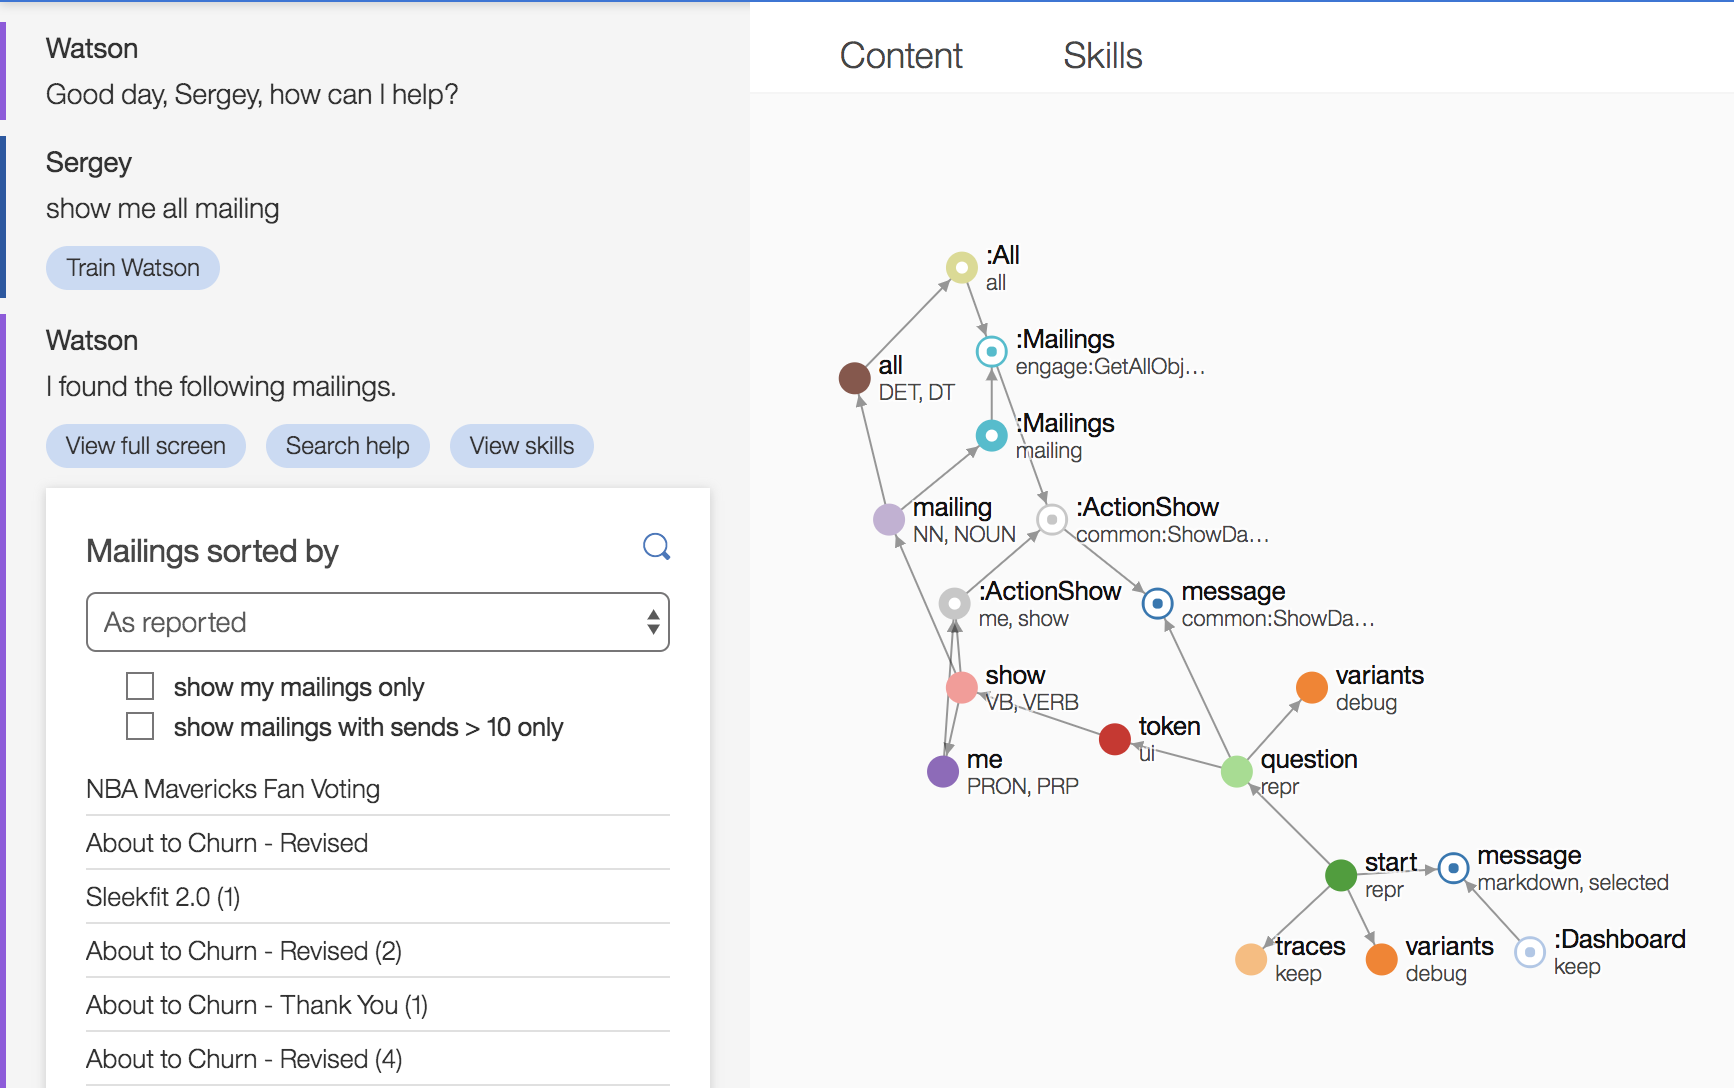 Watson
Good day, Sergey, how can I help?
Sergey
show me all mailing
Train Watson
Watson
I found the following mailings.
View full screen
Search help
View skills
Mailings sorted by
As reported
show my mailings only
show mailings with sends > 10 only
NBA Mavericks Fan Voting
About to Churn - Revised
Sleekfit 2.0 (1)
About to Churn - Revised (2)
About to Churn - Thank You (1)
About to Churn - Revised (4)
Content
Skills
:All
all
:Mailings
engage:GetAllObj...
all
DET, DT
:Mailings
mailing
mailing
NN, NOUN
:ActionShow
common:ShowDa...
:ActionShow
me, show
message
common:ShowDa...
show
VB, VERB
variants
debug
token
ui
me
PRON, PRP
question
repr
start
repr
message
markdown, selected
traces
keep
variants
debug
:Dashboard
keep